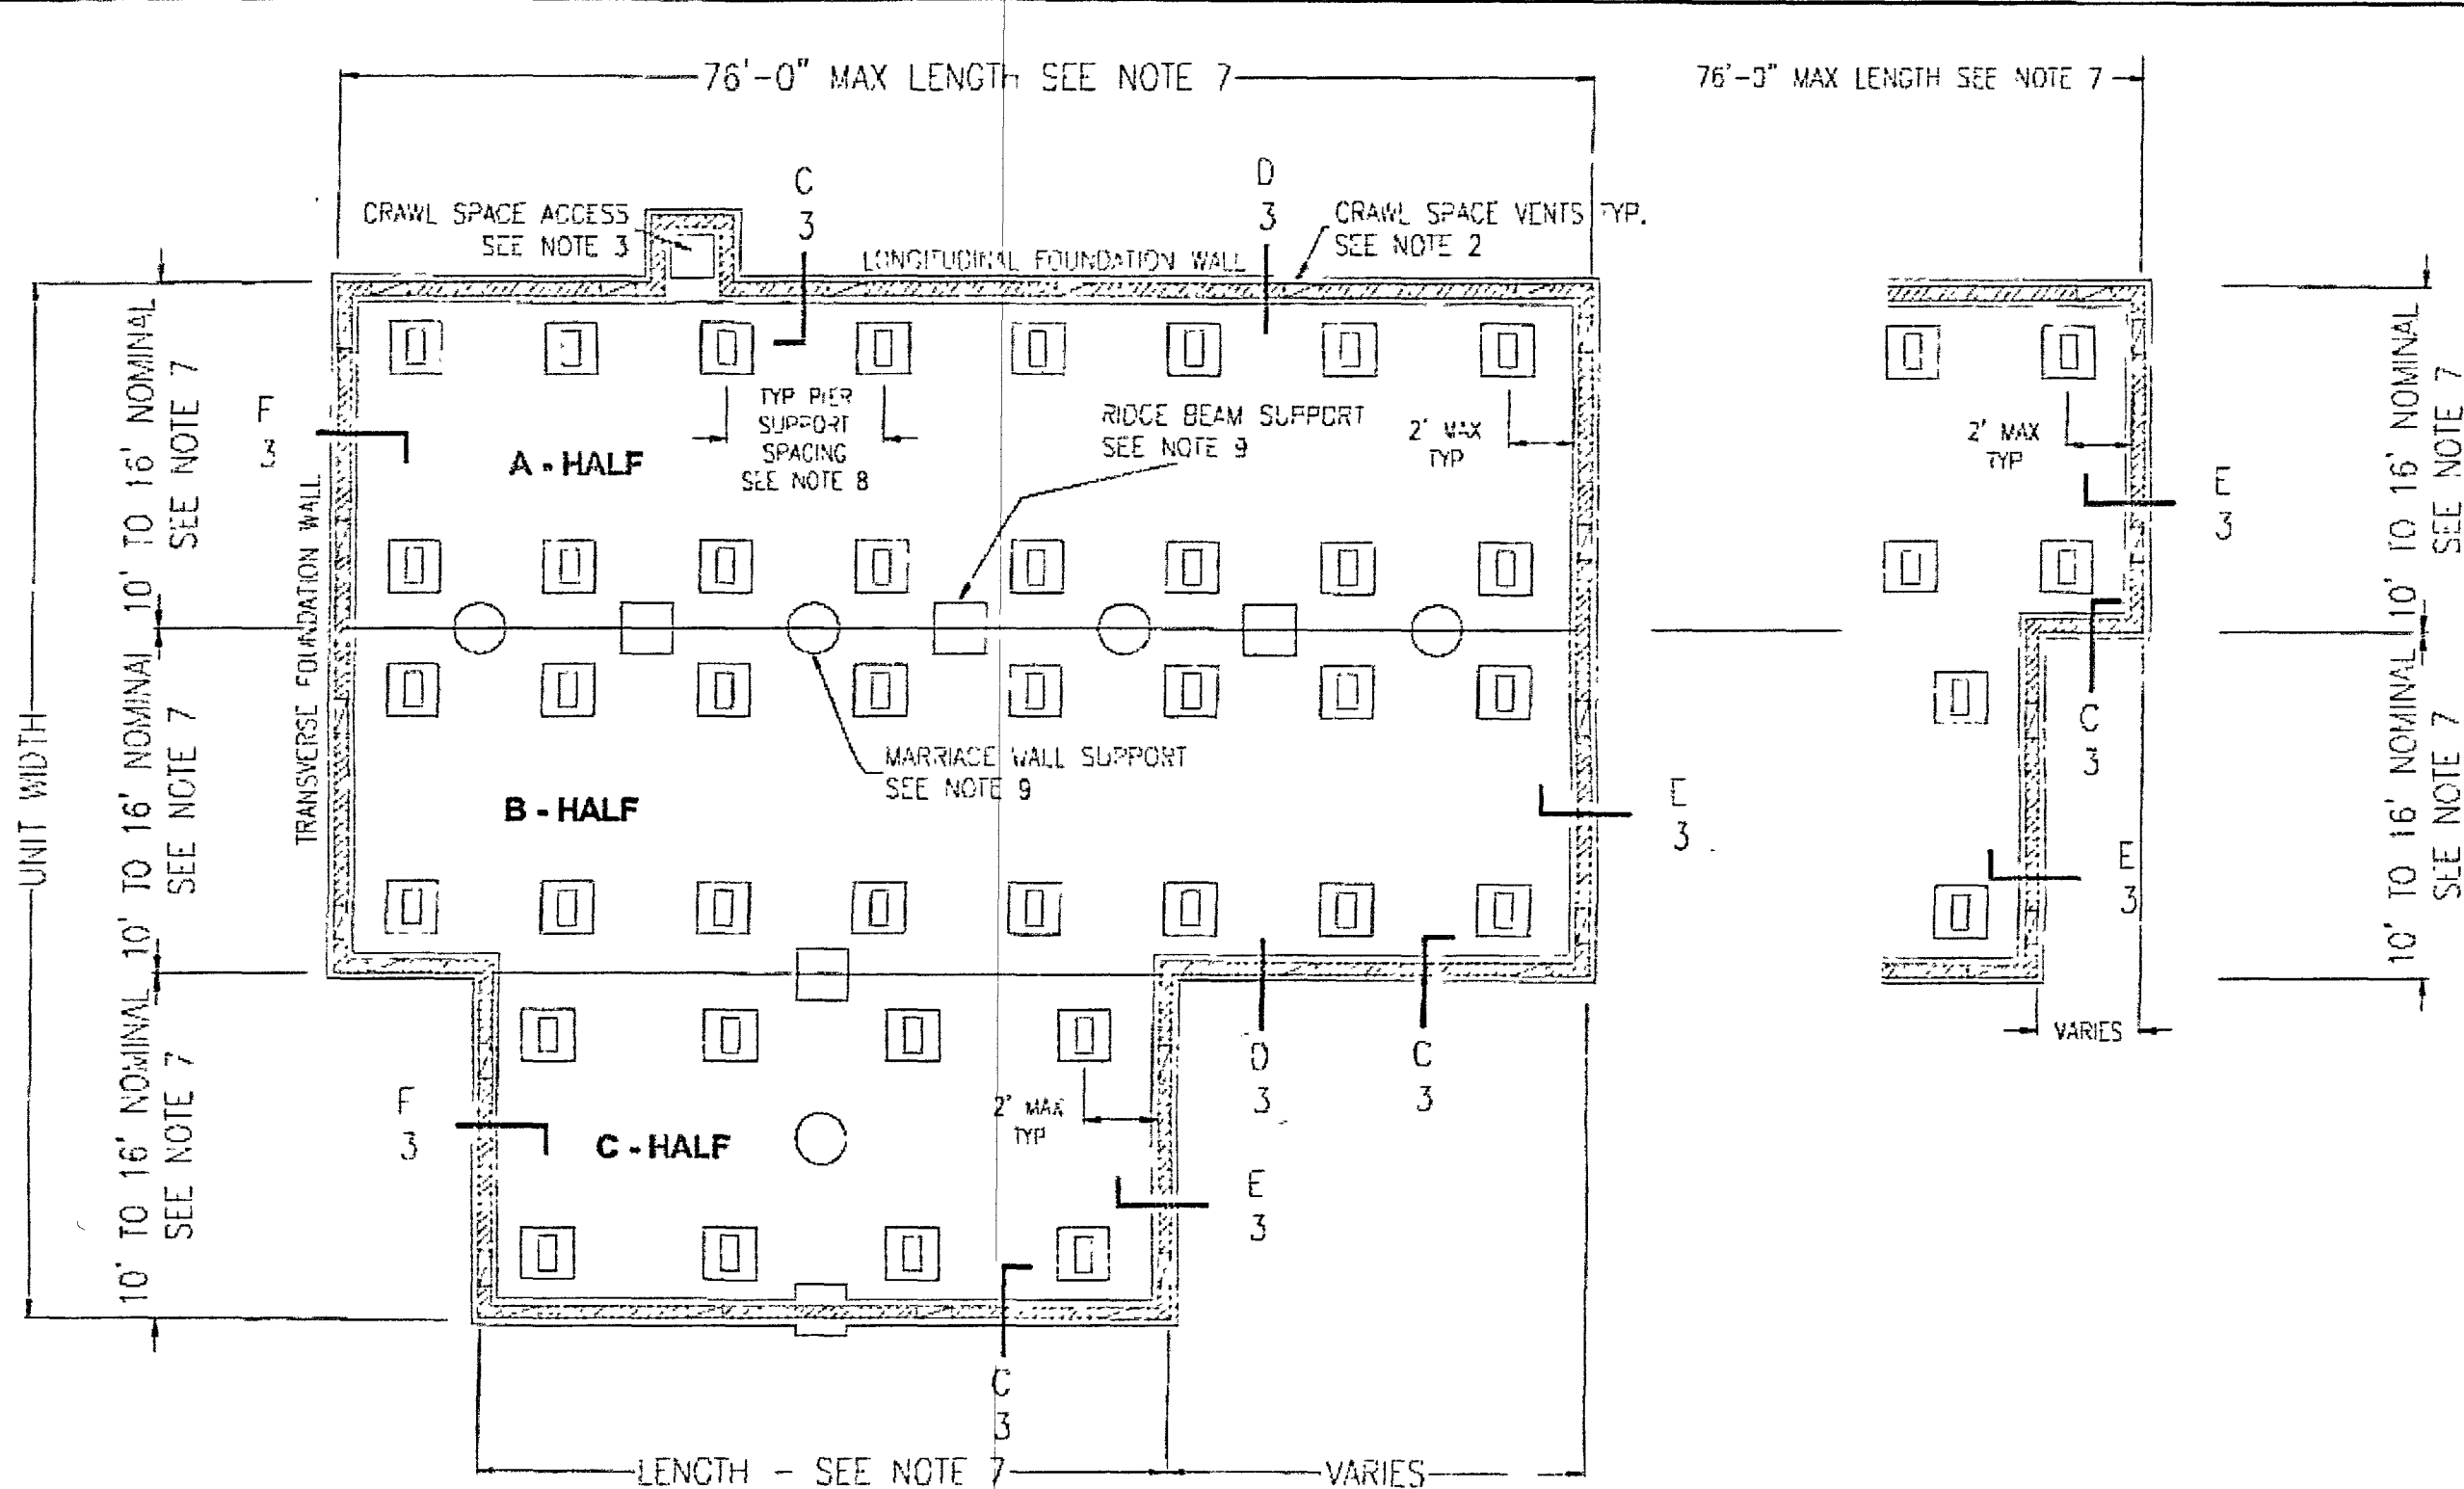 76'-0" MAX LENGTH SEE NOTE 7
76'-0" MAX LENGTH SEE NOTE 7
CRAWL SPACE ACCESS
SEE NOTE 3
C
3
D
3
CRAWL SPACE VENTS TYP.
SEE NOTE 2
LONGITUDINAL FOUNDATION WALL
10' TO 16' NOMINAL
SEE NOTE 7
F
3
A - HALF
TYP PIER
SUPPORT
SPACING
SEE NOTE 8
RIDGE BEAM SUPPORT
SEE NOTE 9
2' MAX
TYP
2' MAX
TYP
E
3
10' TO 16' NOMINAL
SEE NOTE 7
TRANSVERSE FOUNDATION WALL
UNIT WIDTH
10' TO 16' NOMINAL
SEE NOTE 7
MARRIAGE WALL SUPPORT
SEE NOTE 9
B - HALF
E
3
C
3
E
3
10' TO 16' NOMINAL
SEE NOTE 7
VARIES
10' TO 16' NOMINAL
SEE NOTE 7
F
3
C - HALF
2' MAX
TYP
D
3
C
3
E
3
C
3
LENGTH - SEE NOTE 7
VARIES